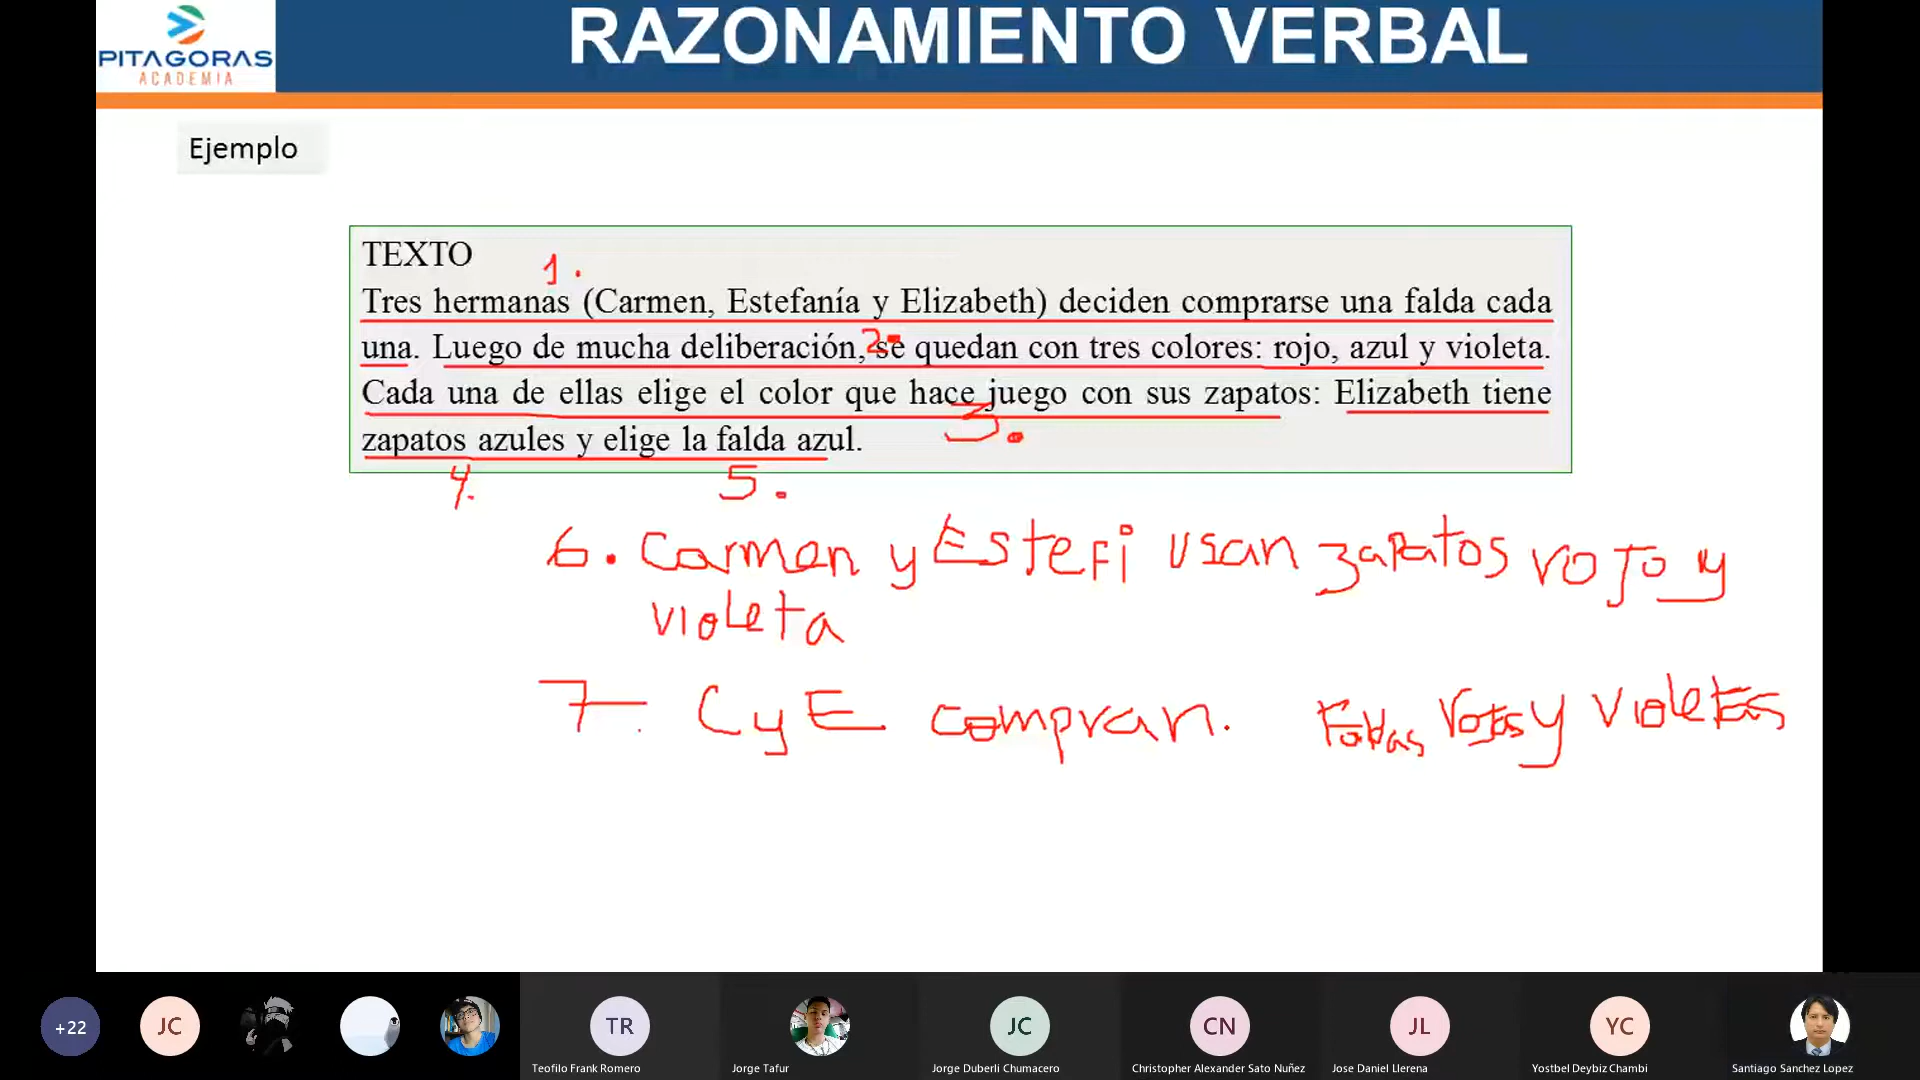 PITAGORAS
ACADEMIA
RAZONAMIENTO VERBAL
Ejemplo
TEXTO
1.
Tres hermanas (Carmen, Estefanía y Elizabeth) deciden comprarse una falda cada
una. Luego de mucha deliberación, se quedan con tres colores: rojo, azul y violeta.
2.
Cada una de ellas elige el color que hace juego con sus zapatos: Elizabeth tiene
zapatos azules y elige la falda azul.
3.
4.
5.
6. Carmen y Estefi usan zapatos rojo y
violeta
7. C y E compran. Faldas rojas y violetas
+22
JC
TR
JC
CN
JL
YC
Teofilo Frank Romero
Jorge Tafur
Jorge Duberli Chumacero
Christopher Alexander Sato Nuñez
Jose Daniel Llerena
Yostbel Deybiz Chambi
Santiago Sanchez Lopez